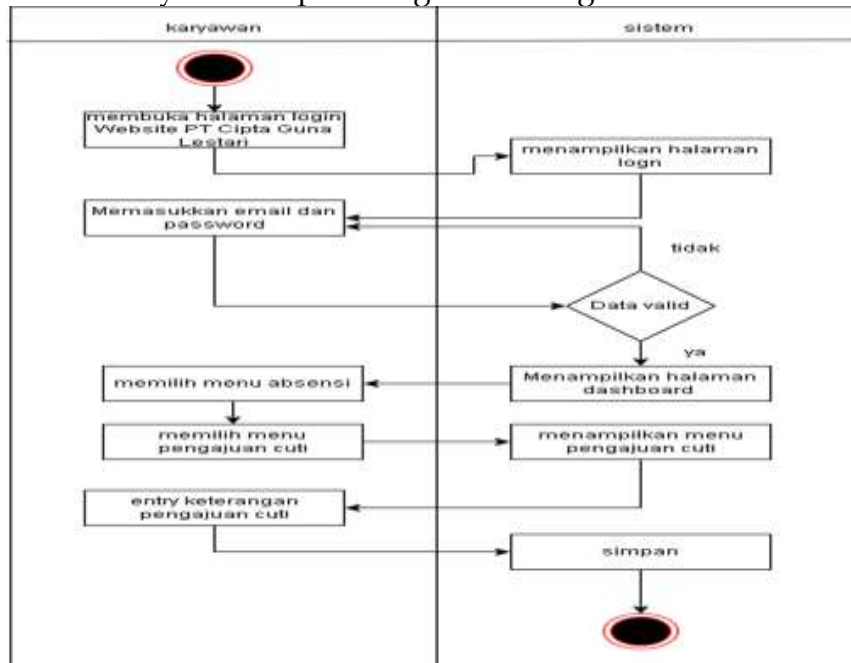 karyawan
sistem
membuka halaman login
Website PT Cipta Guna
Lestari
menampilkan halaman
logn
Memasukkan email dan
password
tidak
Data valid
ya
memilih menu absensi
Menampilkan halaman
dashboard
memilih menu
pengajuan cuti
menampilkan menu
pengajuan cuti
entry keterangan
pengajuan cuti
simpan